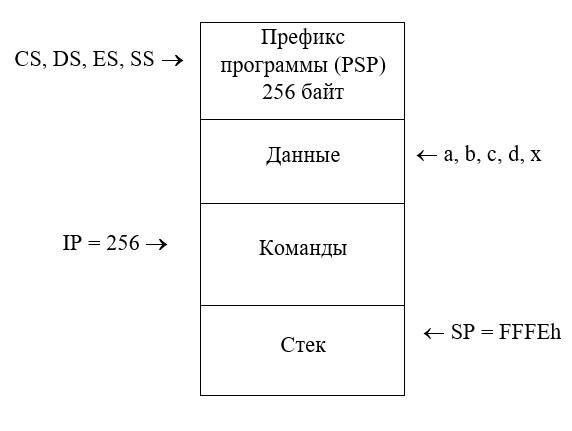 Префикс
программы (PSP)
256 байт
CS, DS, ES, SS →
Данные
← a, b, c, d, x
IP = 256 →
Команды
Стек
← SP = FFFEh